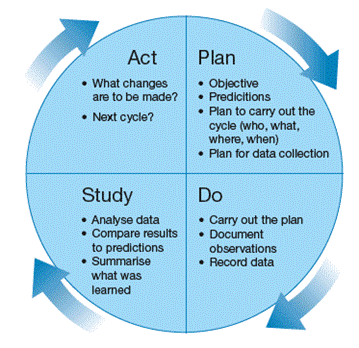 Act
• What changes
are to be made?
• Next cycle?
Plan
• Objective
• Predicitions
• Plan to carry out the
cycle (who, what,
where, when)
• Plan for data collection
Study
• Analyse data
• Compare results
to predictions
• Summarise
what was
learned
Do
• Carry out the plan
• Document
observations
• Record data